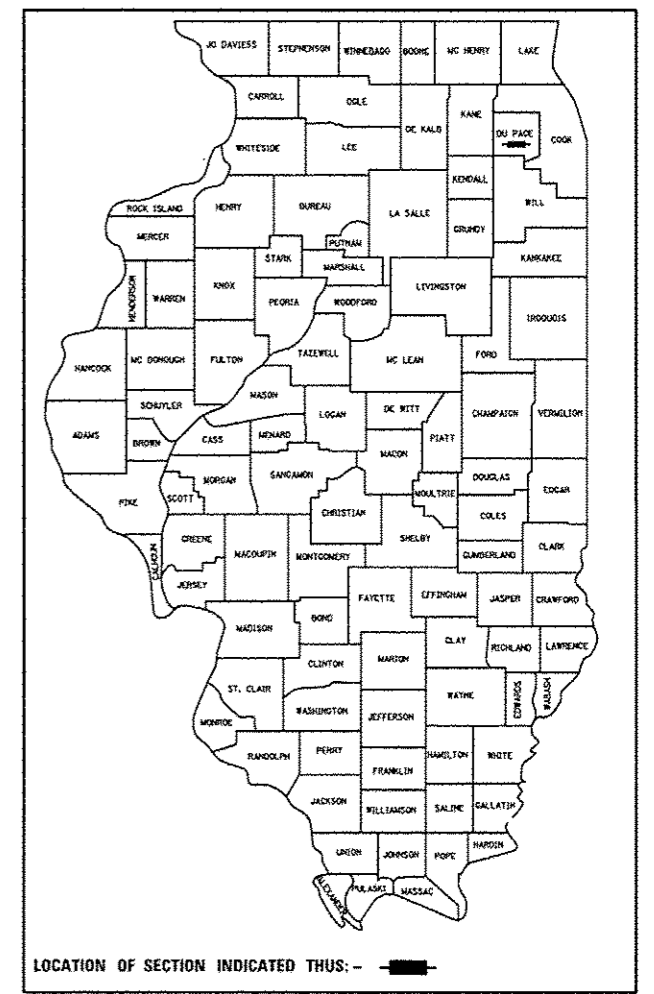 JO DAVIESS STEPHENSON WINNEBAGO BOONE MC HENRY LAKE
CARROLL OGLE DE KALB KANE DU PAGE COOK
WHITESIDE LEE KENDALL
ROCK ISLAND HENRY BUREAU LA SALLE GRUNDY WILL
MERCER STARK PUTNAM MARSHALL KANKAKEE
HENDERSON WARREN KNOX PEORIA WOODFORD LIVINGSTON IROQUOIS
HANCOCK MC DONOUGH FULTON TAZEWELL MC LEAN FORD
SCHUYLER MASON LOGAN DE WITT CHAMPAIGN VERMILION
ADAMS BROWN CASS MENARD MACON PIATT
PIKE SCOTT MORGAN SANGAMON CHRISTIAN MOULTRIE DOUGLAS EDGAR
COLES
CALHOUN GREENE MACOUPIN MONTGOMERY SHELBY CUMBERLAND CLARK
JERSEY FAYETTE EFFINGHAM JASPER CRAWFORD
MADISON BOND
CLINTON MARION CLAY RICHLAND LAWRENCE
ST. CLAIR WASHINGTON JEFFERSON WAYNE EDWARDS WABASH
MONROE
RANDOLPH PERRY FRANKLIN HAMILTON WHITE
JACKSON WILLIAMSON SALINE GALLATIN
UNION JOHNSON POPE HARDIN
ALEXANDER PULASKI MASSAC
LOCATION OF SECTION INDICATED THUS:-